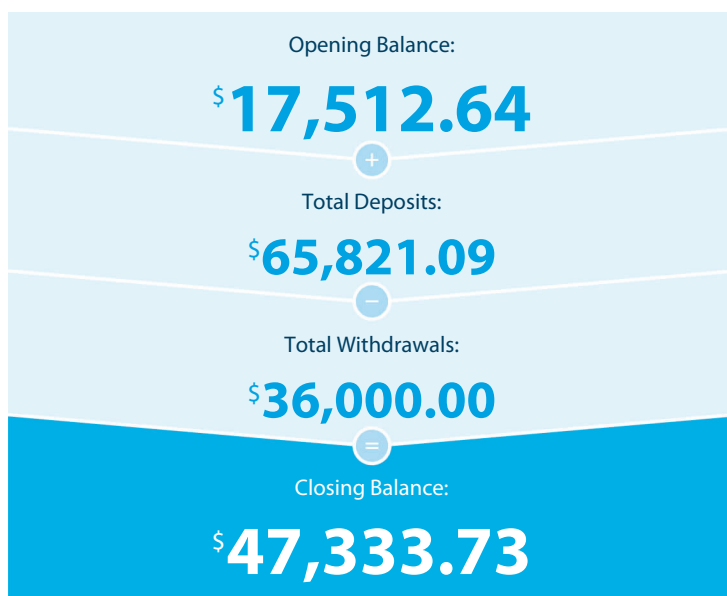 Opening Balance:
$17,512.64
+
Total Deposits:
$65,821.09
−
Total Withdrawals:
$36,000.00
=
Closing Balance:
$47,333.73